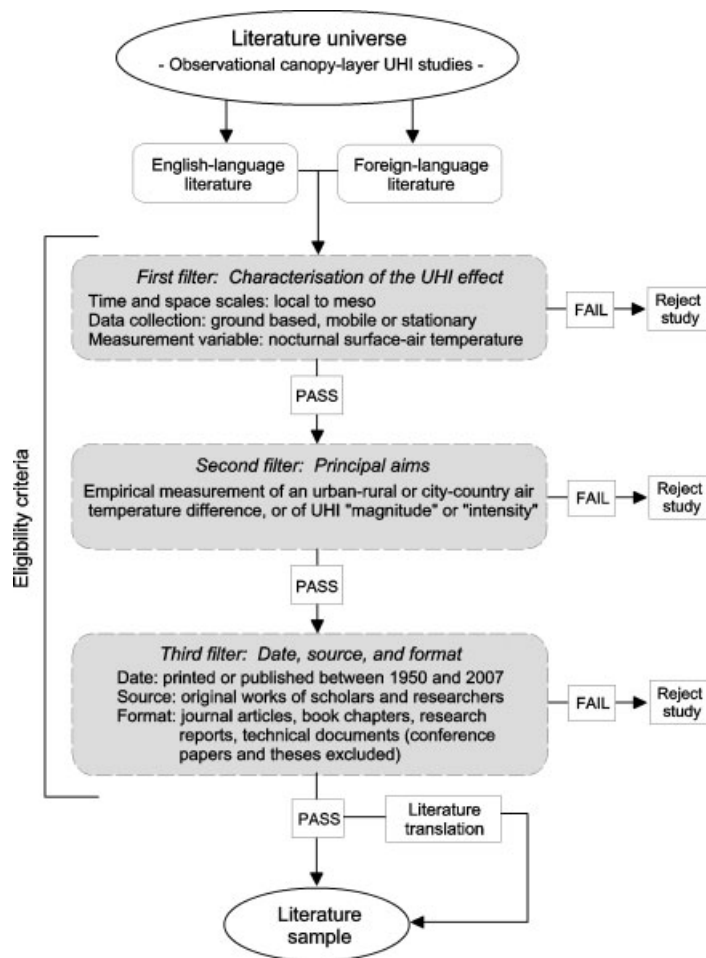 Literature universe
- Observational canopy-layer UHI studies -
English-language
literature
Foreign-language
literature
Eligibility criteria
First filter: Characterisation of the UHI effect
Time and space scales: local to meso
Data collection: ground based, mobile or stationary
Measurement variable: nocturnal surface-air temperature
FAIL
Reject
study
PASS
Second filter: Principal aims
Empirical measurement of an urban-rural or city-country air
temperature difference, or of UHI "magnitude" or "intensity"
FAIL
Reject
study
PASS
Third filter: Date, source, and format
Date: printed or published between 1950 and 2007
Source: original works of scholars and researchers
Format: journal articles, book chapters, research
reports, technical documents (conference
papers and theses excluded)
FAIL
Reject
study
PASS
Literature
translation
Literature
sample